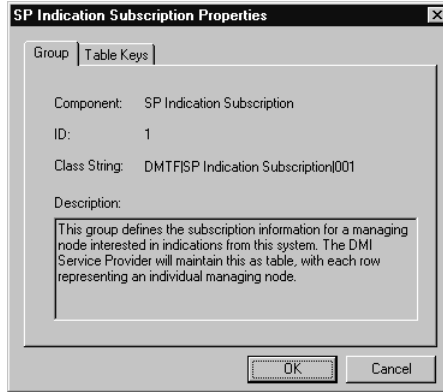 SP Indication Subscription Properties
Group Table Keys
Component: SP Indication Subscription
ID: 1
Class String: DMTF|SP Indication Subscription|001
Description:
This group defines the subscription information for a managing
node interested in indications from this system. The DMI
Service Provider will maintain this as table, with each row
representing an individual managing node.
OK Cancel